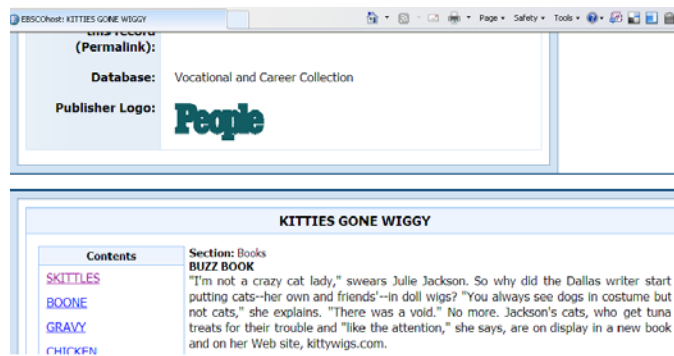 EBSCOhost: KITTIES GONE WIGGY
Page Safety Tools
this record
(Permalink):
Database: Vocational and Career Collection
Publisher Logo: People
KITTIES GONE WIGGY
Contents
SKITTLES
BOONE
GRAVY
CHICKEN
Section: Books
BUZZ BOOK
"I'm not a crazy cat lady," swears Julie Jackson. So why did the Dallas writer start
putting cats--her own and friends'--in doll wigs? "You always see dogs in costume but
not cats," she explains. "There was a void." No more. Jackson's cats, who get tuna
treats for their trouble and "like the attention," she says, are on display in a new book
and on her Web site, kittywigs.com.